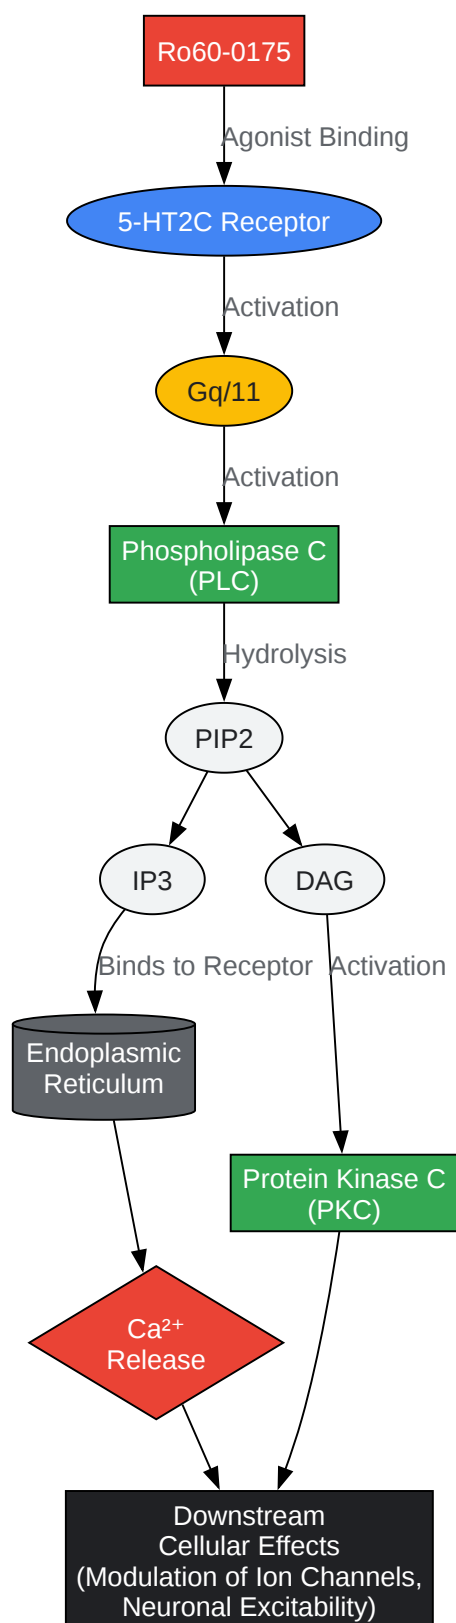 Ro60-0175
Agonist Binding
5-HT2C Receptor
Activation
Gq/11
Activation
Phospholipase C
(PLC)
Hydrolysis
PIP2
IP3
DAG
Binds to Receptor
Activation
Endoplasmic
Reticulum
Protein Kinase C
(PKC)
Ca²⁺
Release
Downstream
Cellular Effects
(Modulation of Ion Channels,
Neuronal Excitability)